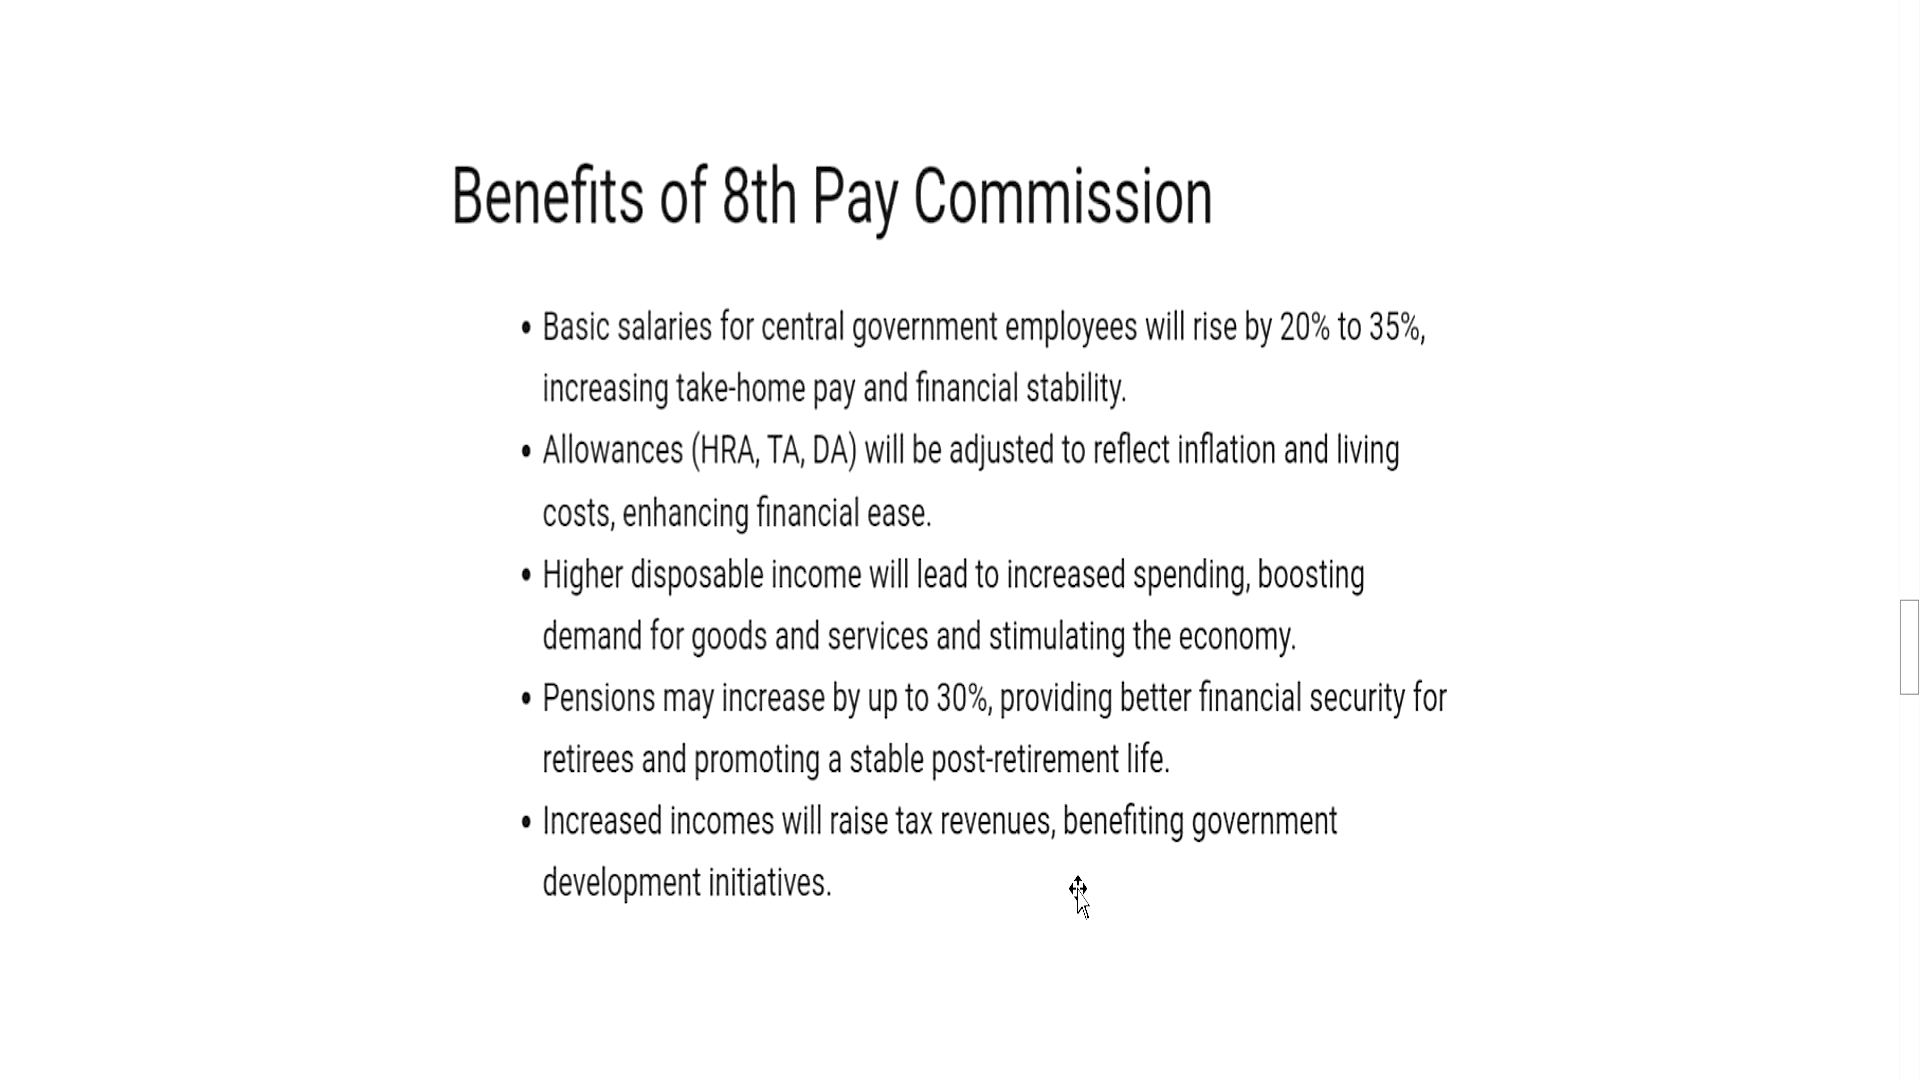 Benefits of 8th Pay Commission
• Basic salaries for central government employees will rise by 20% to 35%,
increasing take-home pay and financial stability.
• Allowances (HRA, TA, DA) will be adjusted to reflect inflation and living
costs, enhancing financial ease.
• Higher disposable income will lead to increased spending, boosting
demand for goods and services and stimulating the economy.
• Pensions may increase by up to 30%, providing better financial security for
retirees and promoting a stable post-retirement life.
• Increased incomes will raise tax revenues, benefiting government
development initiatives.